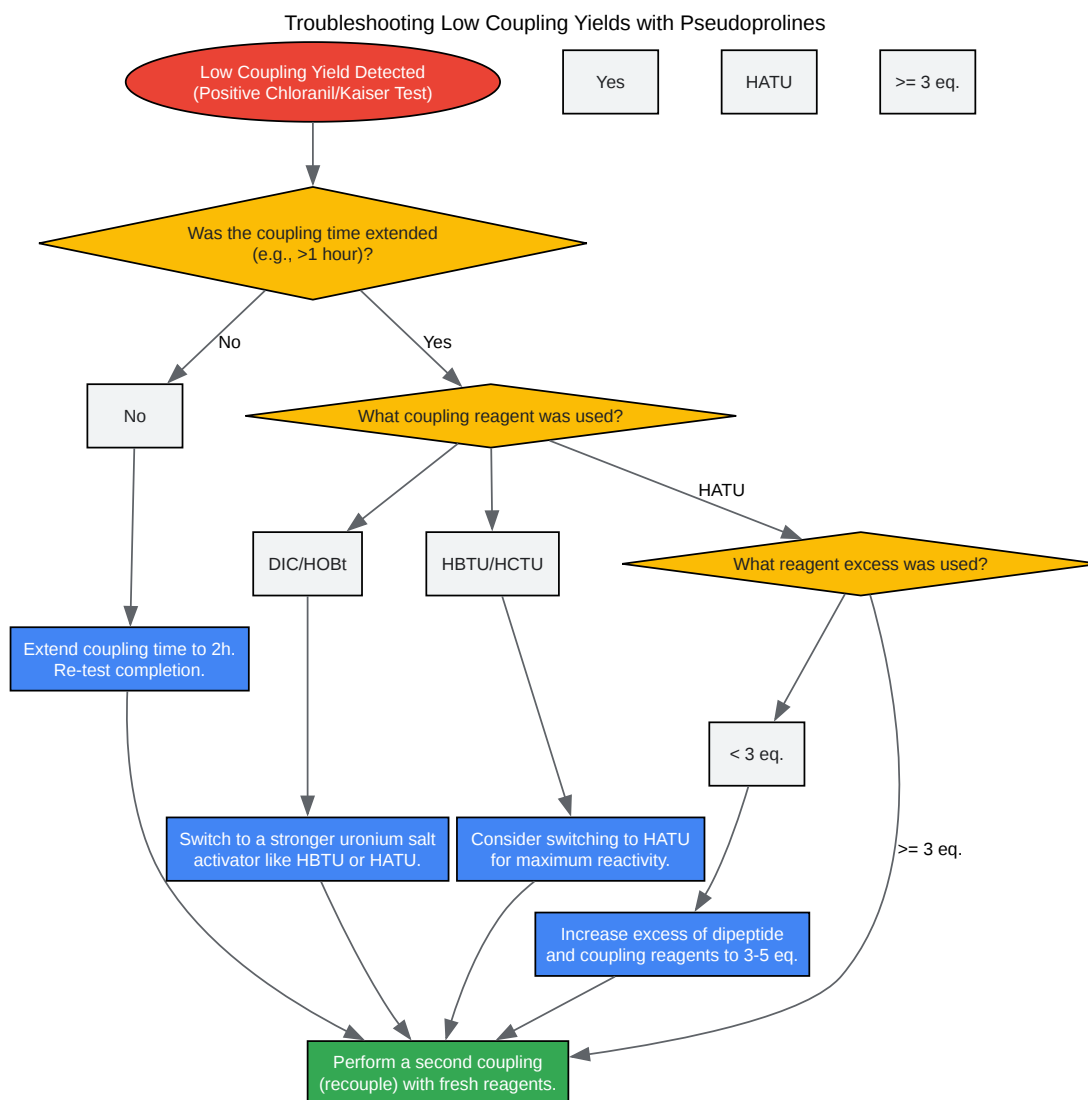 Troubleshooting Low Coupling Yields with Pseudoprolines
Low Coupling Yield Detected
(Positive Chloranil/Kaiser Test)
Yes
HATU
>= 3 eq.
Was the coupling time extended
(e.g., >1 hour)?
No
Yes
No
What coupling reagent was used?
HATU
DIC/HOBt
HBTU/HCTU
What reagent excess was used?
Extend coupling time to 2h.
Re-test completion.
< 3 eq.
Switch to a stronger uronium salt
activator like HBTU or HATU.
Consider switching to HATU
for maximum reactivity.
>= 3 eq.
Increase excess of dipeptide
and coupling reagents to 3-5 eq.
Perform a second coupling
(recouple) with fresh reagents.